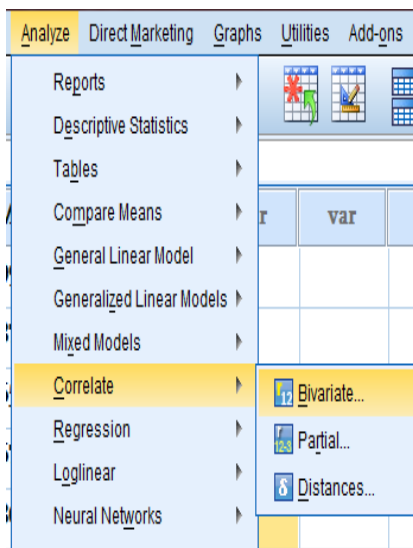 Analyze Direct Marketing Graphs Utilities Add-ons
Reports
Descriptive Statistics
Tables
Compare Means
r var
General Linear Model
Generalized Linear Models
Mixed Models
Correlate
Bivariate...
Regression
Partial...
Loglinear
Distances...
Neural Networks